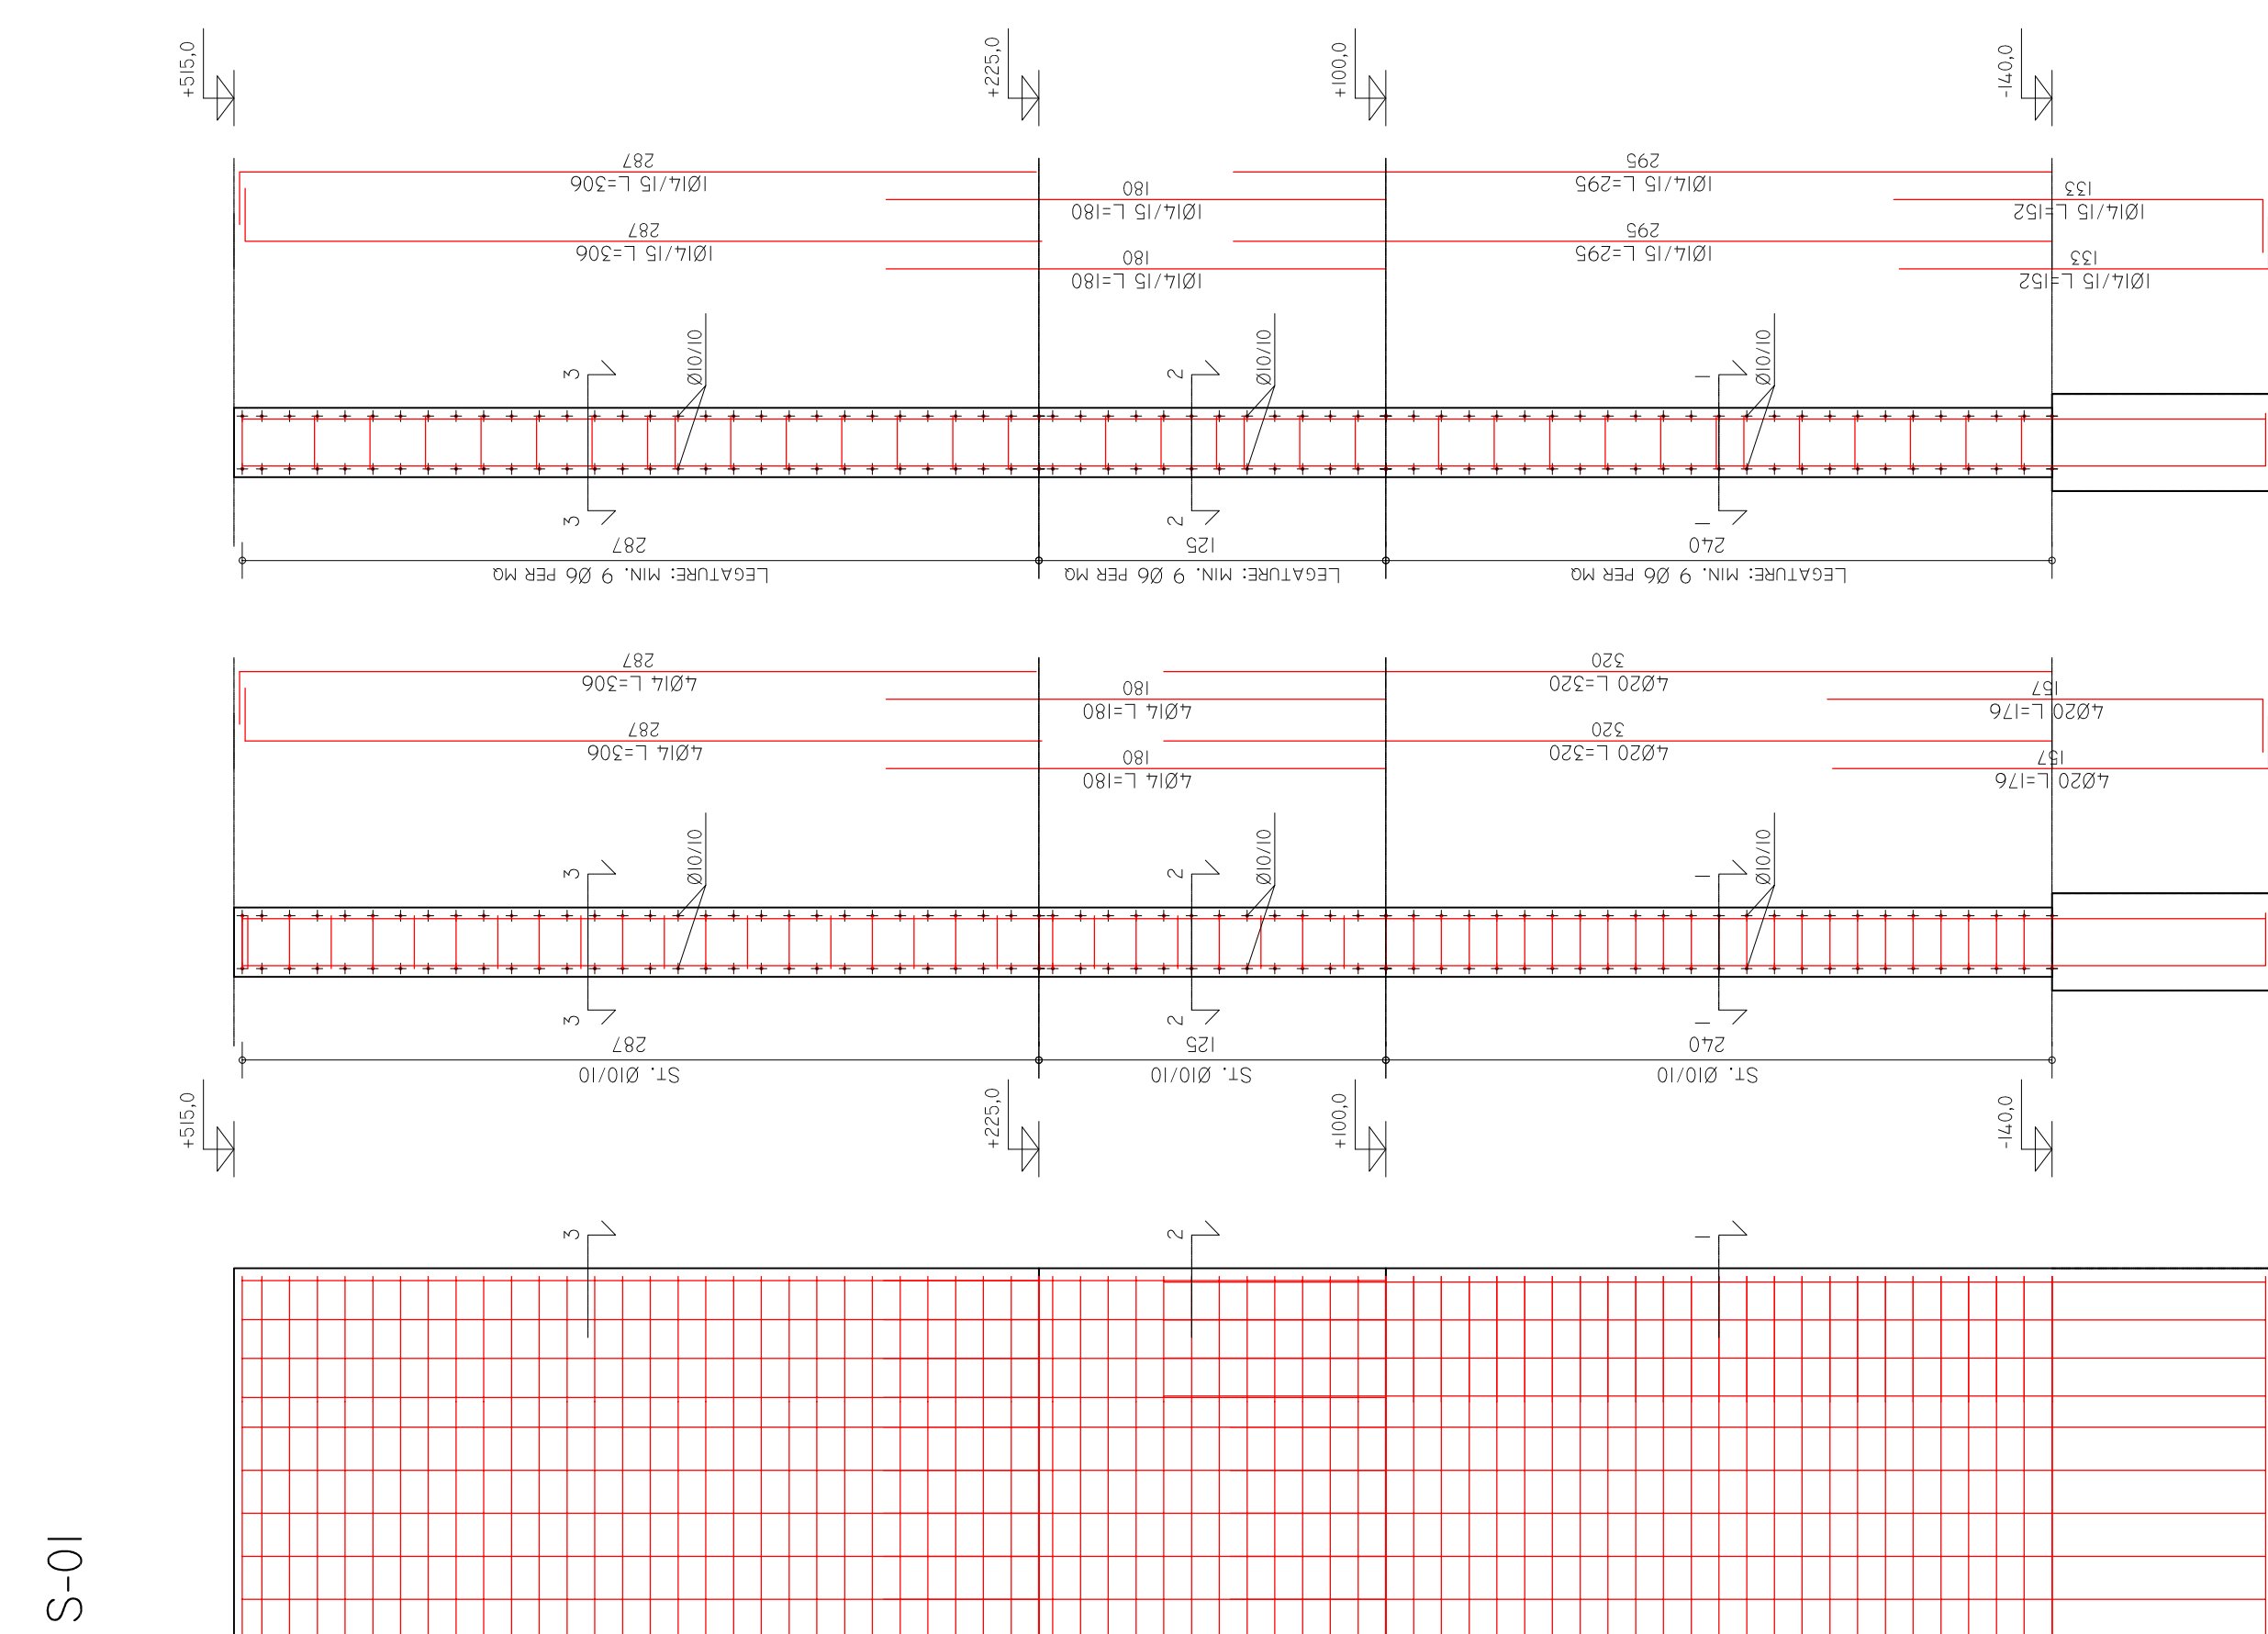 +515,0
+225,0
+100,0
-140,0
287
1Ø14/15 L=306
180
1Ø14/15 L=180
295
1Ø14/15 L=295
133
1Ø14/15 L=152
287
1Ø14/15 L=306
180
1Ø14/15 L=180
295
1Ø14/15 L=295
133
1Ø14/15 L=152
Ø10/10
Ø10/10
Ø10/10
3
2
1
3
2
1
287
LEGATURE: MIN. 9 Ø6 PER MQ
125
LEGATURE: MIN. 9 Ø6 PER MQ
240
LEGATURE: MIN. 9 Ø6 PER MQ
287
4Ø14 L=306
180
4Ø14 L=180
320
4Ø20 L=320
157
4Ø20 L=176
287
4Ø14 L=306
180
4Ø14 L=180
320
4Ø20 L=320
157
4Ø20 L=176
Ø10/10
Ø10/10
Ø10/10
3
2
1
3
2
1
287
ST. Ø10/10
125
ST. Ø10/10
240
ST. Ø10/10
+515,0
+225,0
+100,0
-140,0
3
2
1
S-01